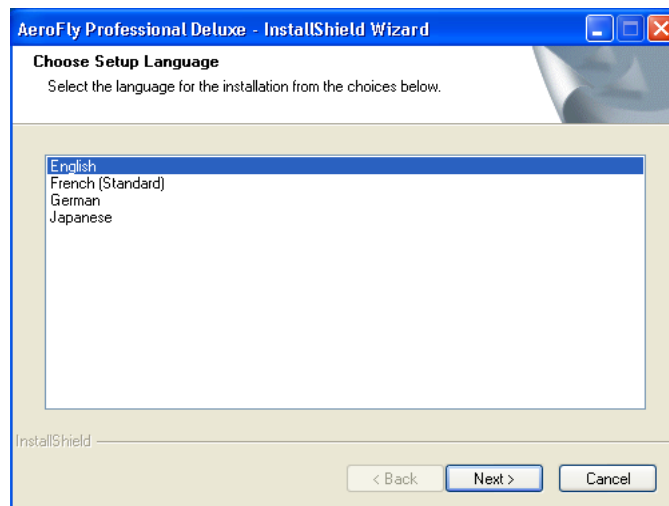 AeroFly Professional Deluxe - InstallShield Wizard
Choose Setup Language
Select the language for the installation from the choices below.
English
French (Standard)
German
Japanese
InstallShield
< Back
Next >
Cancel